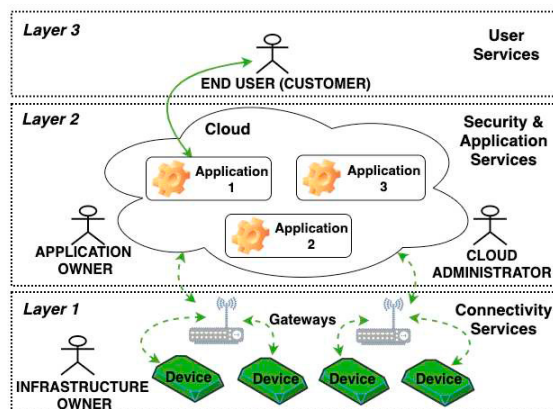 Layer 3
User
Services
END USER (CUSTOMER)
Layer 2
Cloud
Security &
Application
Services
Application
1
Application
3
Application
2
APPLICATION
OWNER
CLOUD
ADMINISTRATOR
Layer 1
Gateways
Connectivity
Services
INFRASTRUCTURE
OWNER
Device
Device
Device
Device